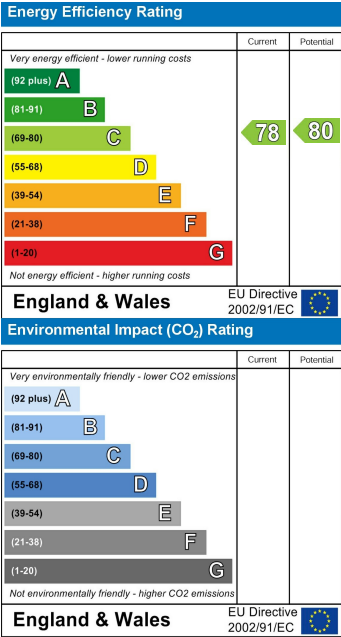 Energy Efficiency Rating
Current Potential
Very energy efficient - lower running costs
(92 plus) A
(81-91) B
(69-80) C
78 80
(55-68) D
(39-54) E
(21-38) F
(1-20) G
Not energy efficient - higher running costs
England & Wales
EU Directive
2002/91/EC
Environmental Impact (CO₂) Rating
Current Potential
Very environmentally friendly - lower CO2 emissions
(92 plus) A
(81-91) B
(69-80) C
(55-68) D
(39-54) E
(21-38) F
(1-20) G
Not environmentally friendly - higher CO2 emissions
England & Wales
EU Directive
2002/91/EC